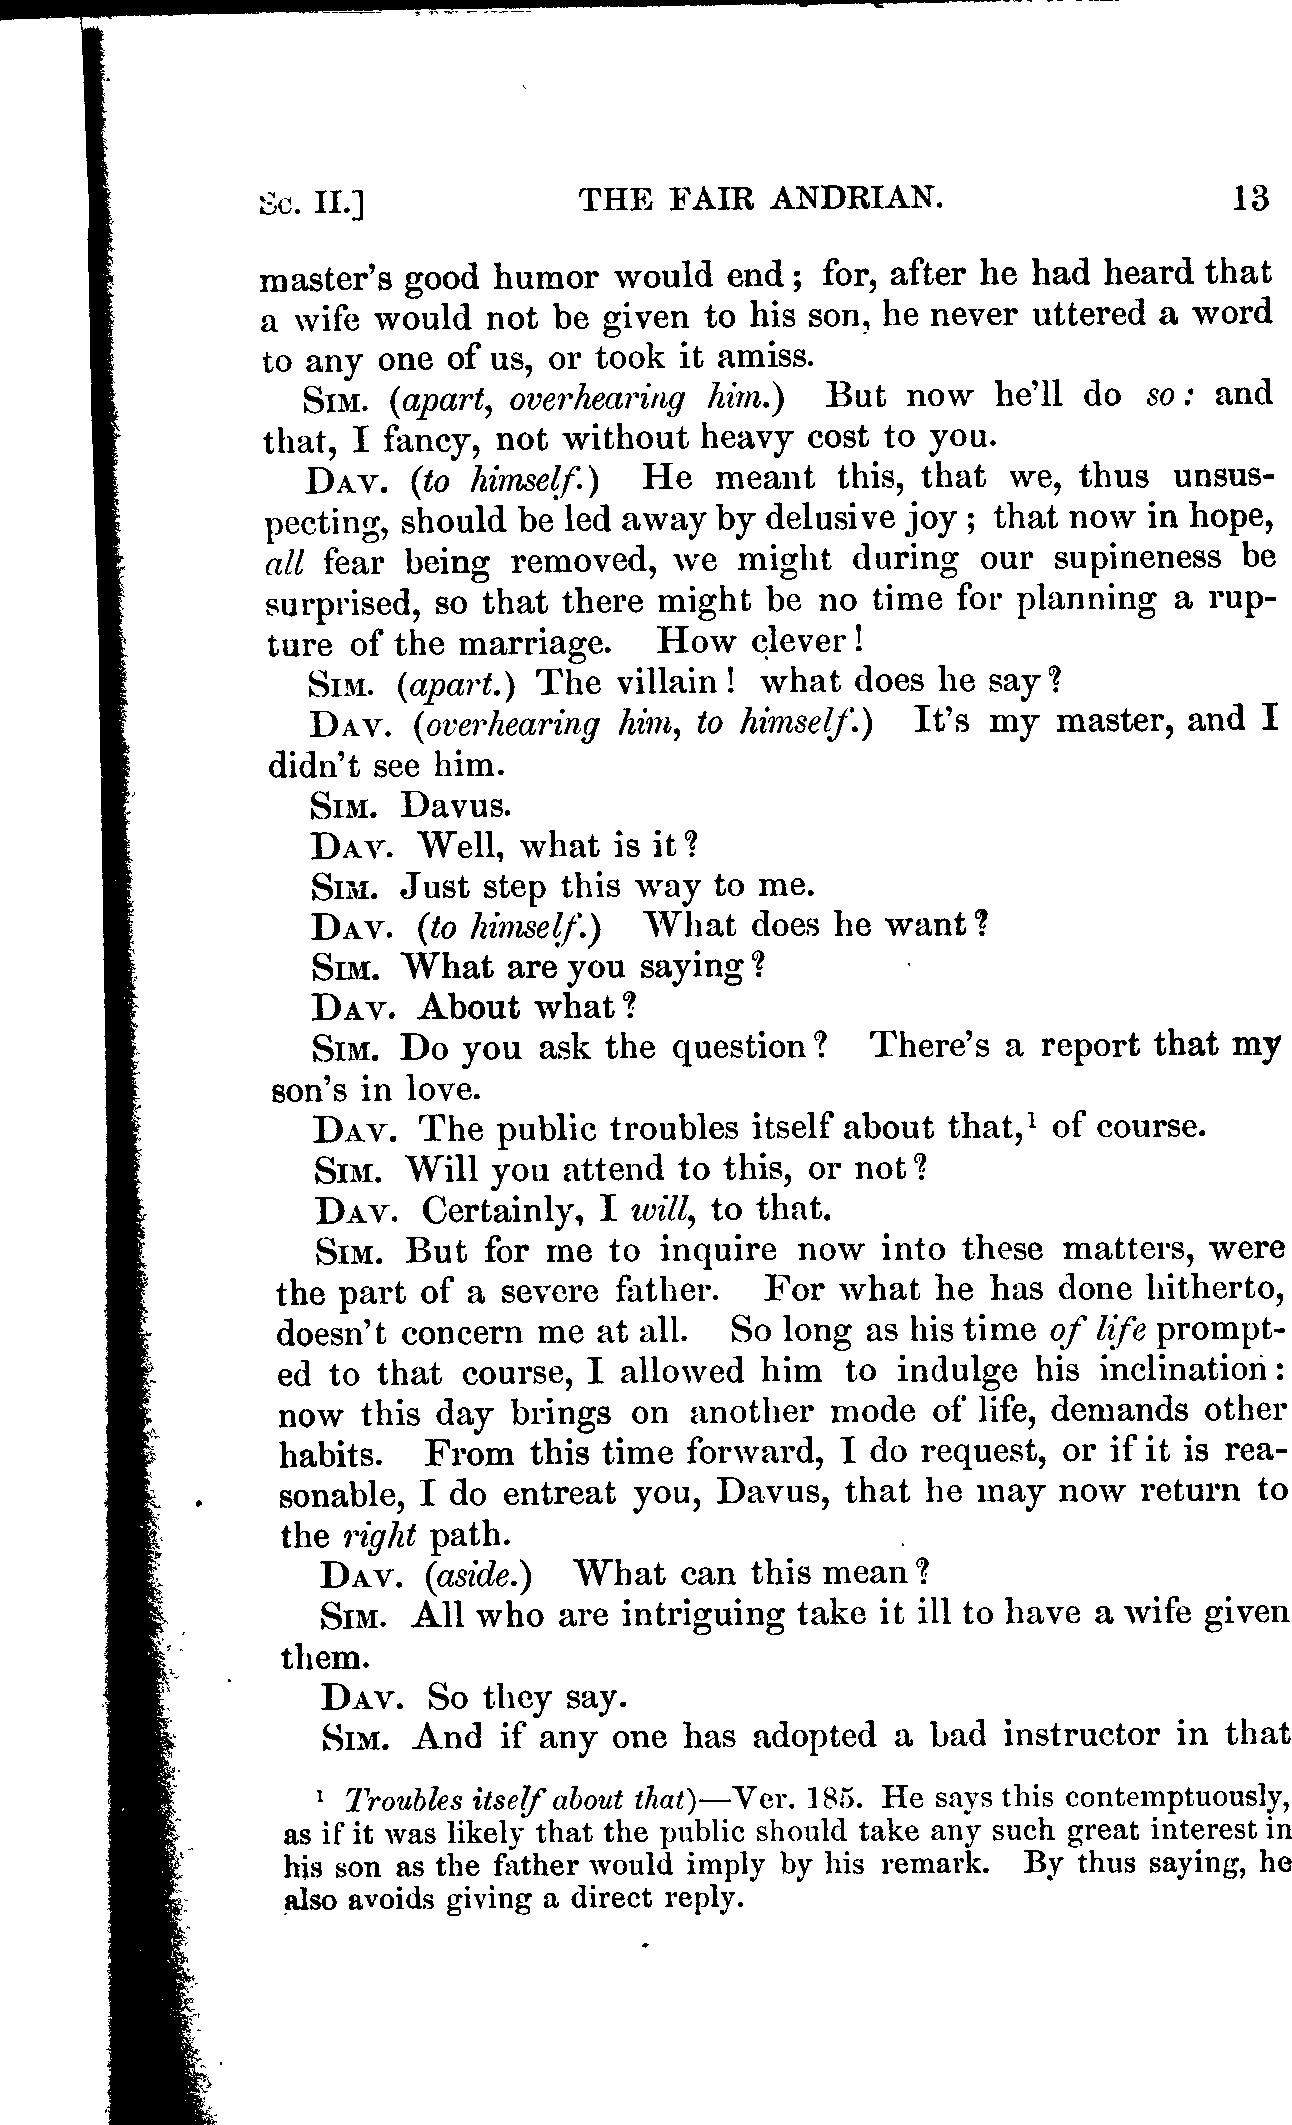 Sc. II.] THE FAIR ANDRIAN. 13
master's good humor would end; for, after he had heard that
a wife would not be given to his son, he never uttered a word
to any one of us, or took it amiss.
SIM. (apart, overhearing him.) But now he'll do so: and
that, I fancy, not without heavy cost to you.
DAV. (to himself.) He meant this, that we, thus unsus-
pecting, should be led away by delusive joy; that now in hope,
all fear being removed, we might during our supineness be
surprised, so that there might be no time for planning a rup-
ture of the marriage. How clever!
SIM. (apart.) The villain! what does he say?
DAV. (overhearing him, to himself.) It's my master, and I
didn't see him.
SIM. Davus.
DAV. Well, what is it?
SIM. Just step this way to me.
DAV. (to himself.) What does he want?
SIM. What are you saying?
DAV. About what?
SIM. Do you ask the question? There's a report that my
son's in love.
DAV. The public troubles itself about that,¹ of course.
SIM. Will you attend to this, or not?
DAV. Certainly, I will, to that.
SIM. But for me to inquire now into these matters, were
the part of a severe father. For what he has done hitherto,
doesn't concern me at all. So long as his time of life prompt-
ed to that course, I allowed him to indulge his inclination:
now this day brings on another mode of life, demands other
habits. From this time forward, I do request, or if it is rea-
sonable, I do entreat you, Davus, that he may now return to
the right path.
DAV. (aside.) What can this mean?
SIM. All who are intriguing take it ill to have a wife given
them.
DAV. So they say.
SIM. And if any one has adopted a bad instructor in that
¹ Troubles itself about that)—Ver. 185. He says this contemptuously,
as if it was likely that the public should take any such great interest in
his son as the father would imply by his remark. By thus saying, he
also avoids giving a direct reply.